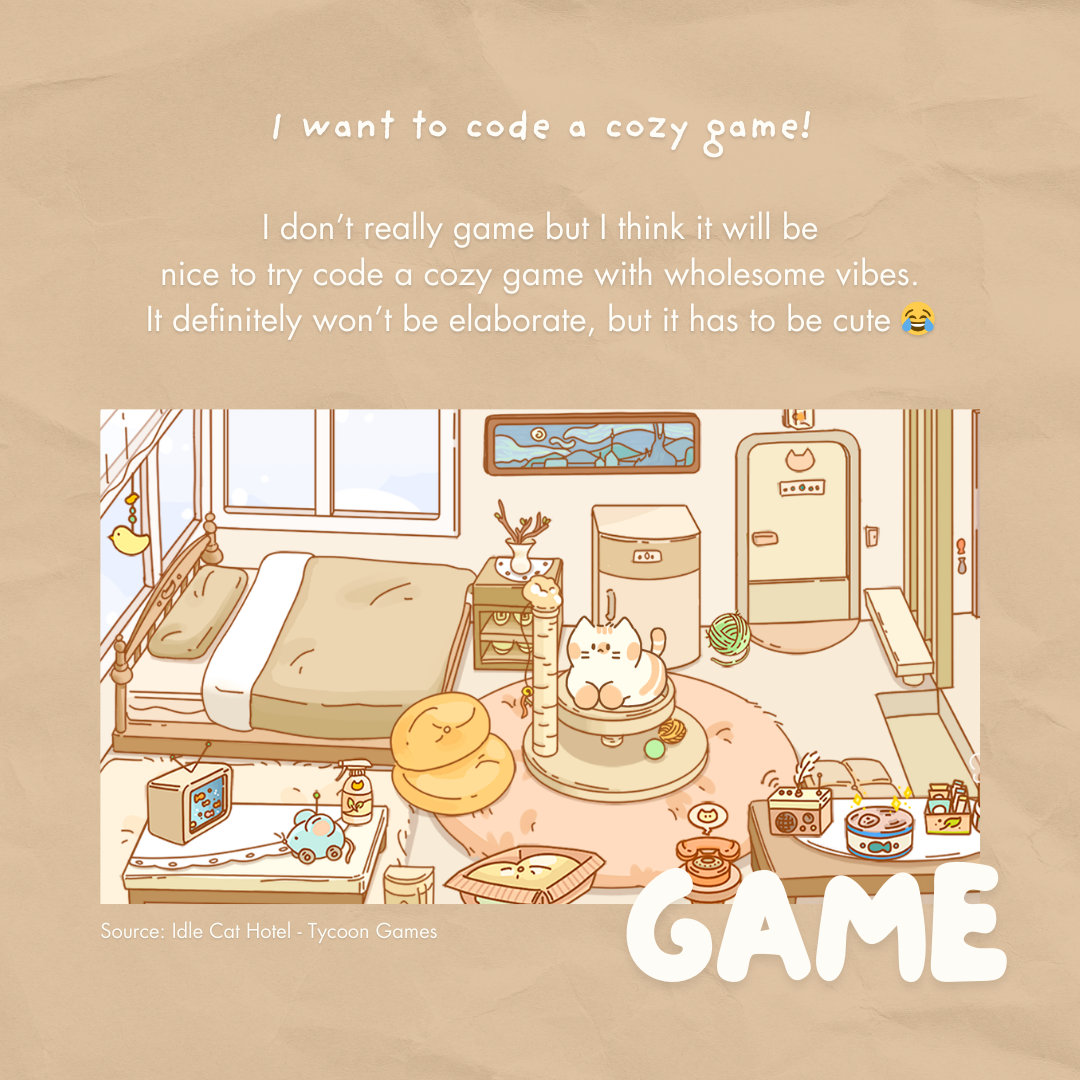 I want to code a cozy game!
I don’t really game but I think it will be
nice to try code a cozy game with wholesome vibes.
It definitely won’t be elaborate, but it has to be cute 😂
Source: Idle Cat Hotel - Tycoon Games
GAME